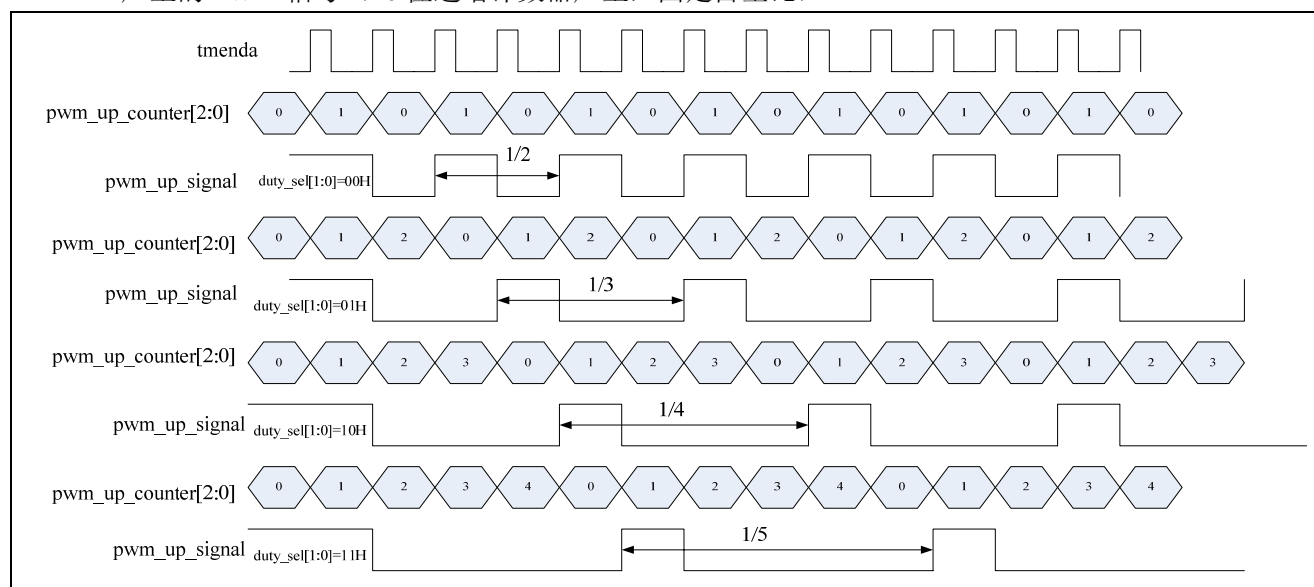 tmenda
pwm_up_counter[2:0] 0 1 0 1 0 1 0 1 0 1 0 1 0 1 0
1/2
pwm_up_signal duty_sel[1:0]=00H
pwm_up_counter[2:0] 0 1 2 0 1 2 0 1 2 0 1 2 0 1 2
pwm_up_signal 1/3
duty_sel[1:0]=01H
pwm_up_counter[2:0] 0 1 2 3 0 1 2 3 0 1 2 3 0 1 2 3
1/4
pwm_up_signal duty_sel[1:0]=10H
pwm_up_counter[2:0] 0 1 2 3 4 0 1 2 3 4 0 1 2 3 4
1/5
pwm_up_signal duty_sel[1:0]=11H